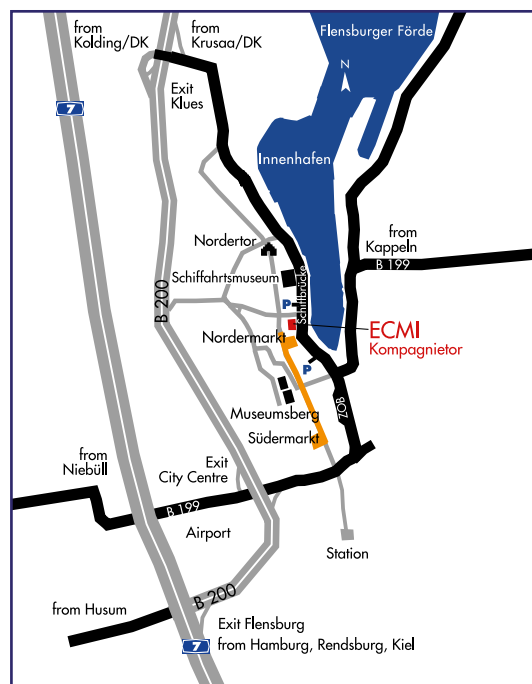 from
Kolding/DK
from
Krusaa/DK
Flensburger Förde
N
Exit
Klues
7
Innenhafen
Nordertor
from
Kappeln
B 199
Schiffahrtsmuseum
Schiffbrücke
B 200
P
ECMI
Kompagnietor
Nordermarkt
P
ZOB
Museumsberg
Südermarkt
from
Niebüll
Exit
City Centre
B 199
Airport
Station
B 200
from Husum
Exit Flensburg
7
from Hamburg, Rendsburg, Kiel